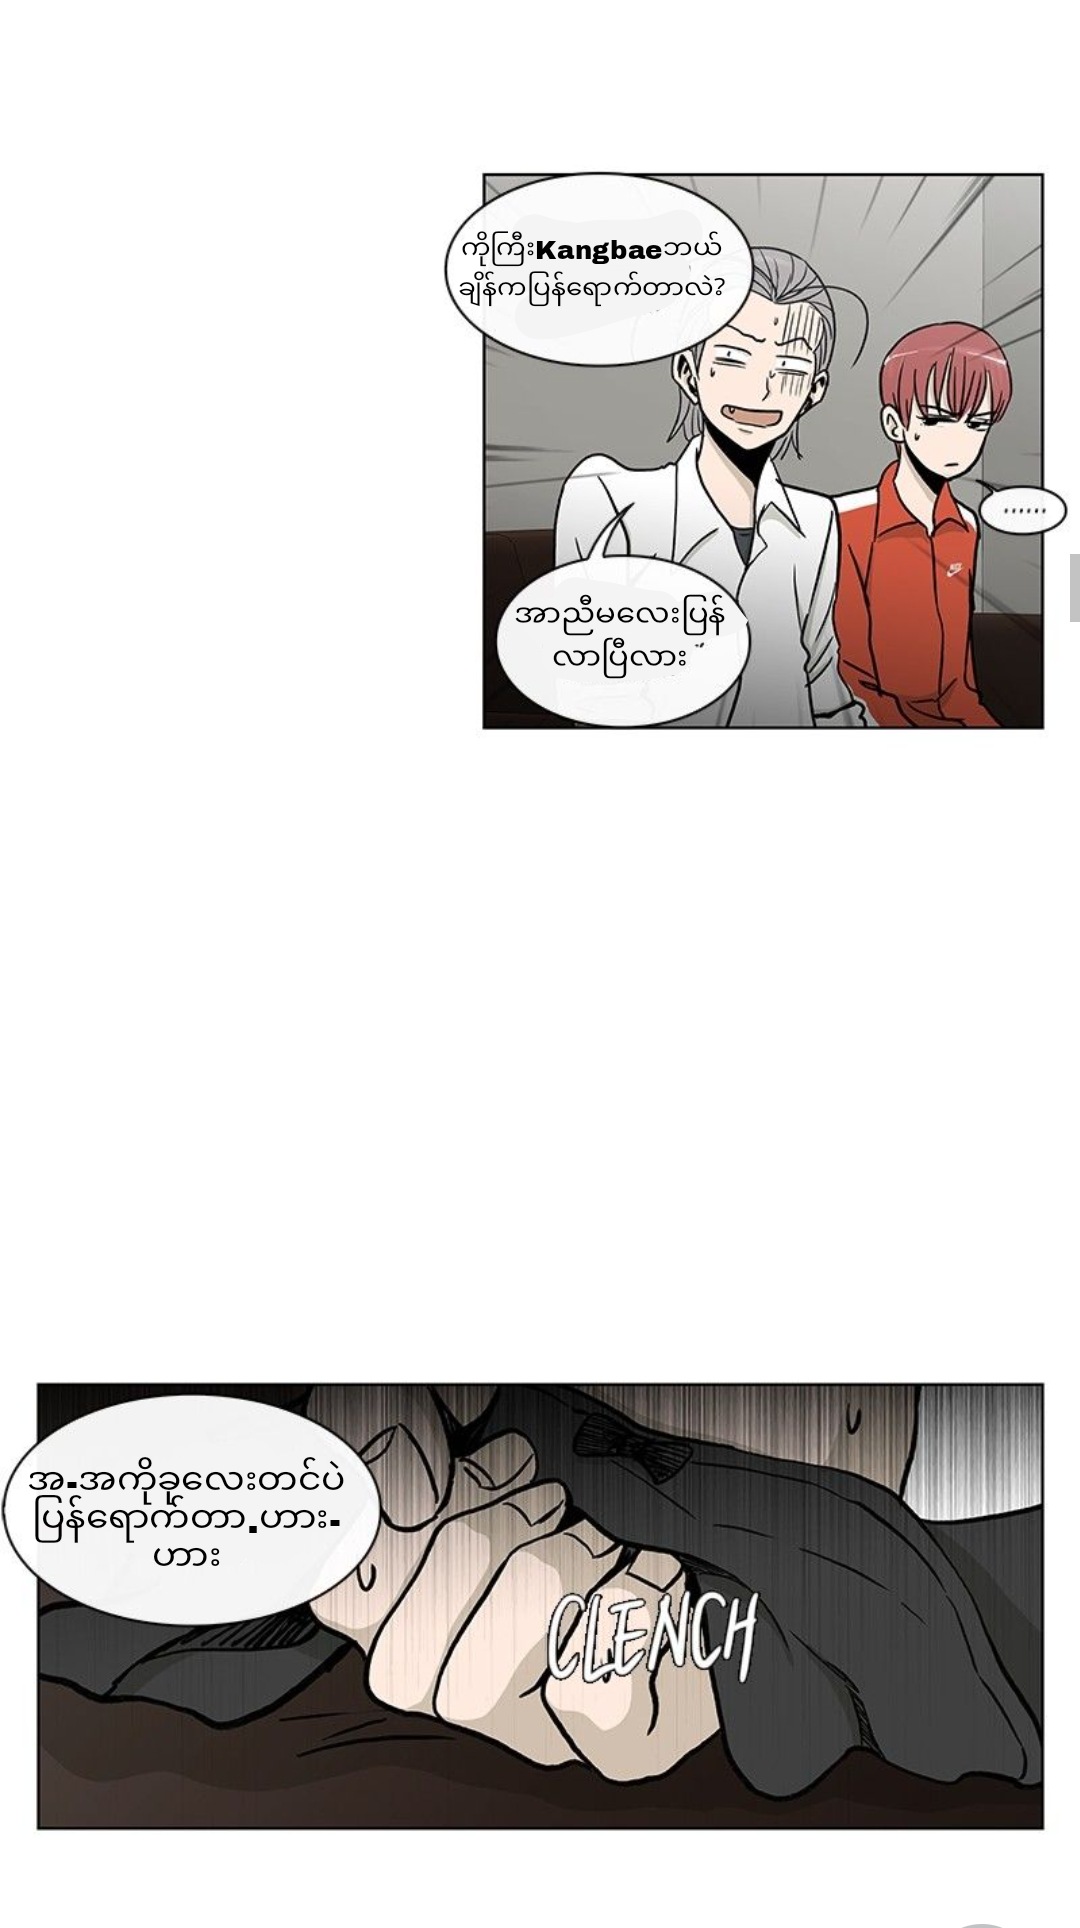 ကိုကြီးKangbaeဘယ်
ချိန်ကပြန်ရောက်တာလဲ?
......
အာညီမလေးပြန်
လာပြီလား
အ-အကိုခုလေးတင်ပဲ
ပြန်ရောက်တာ.ဟား-
ဟား
CLENCH